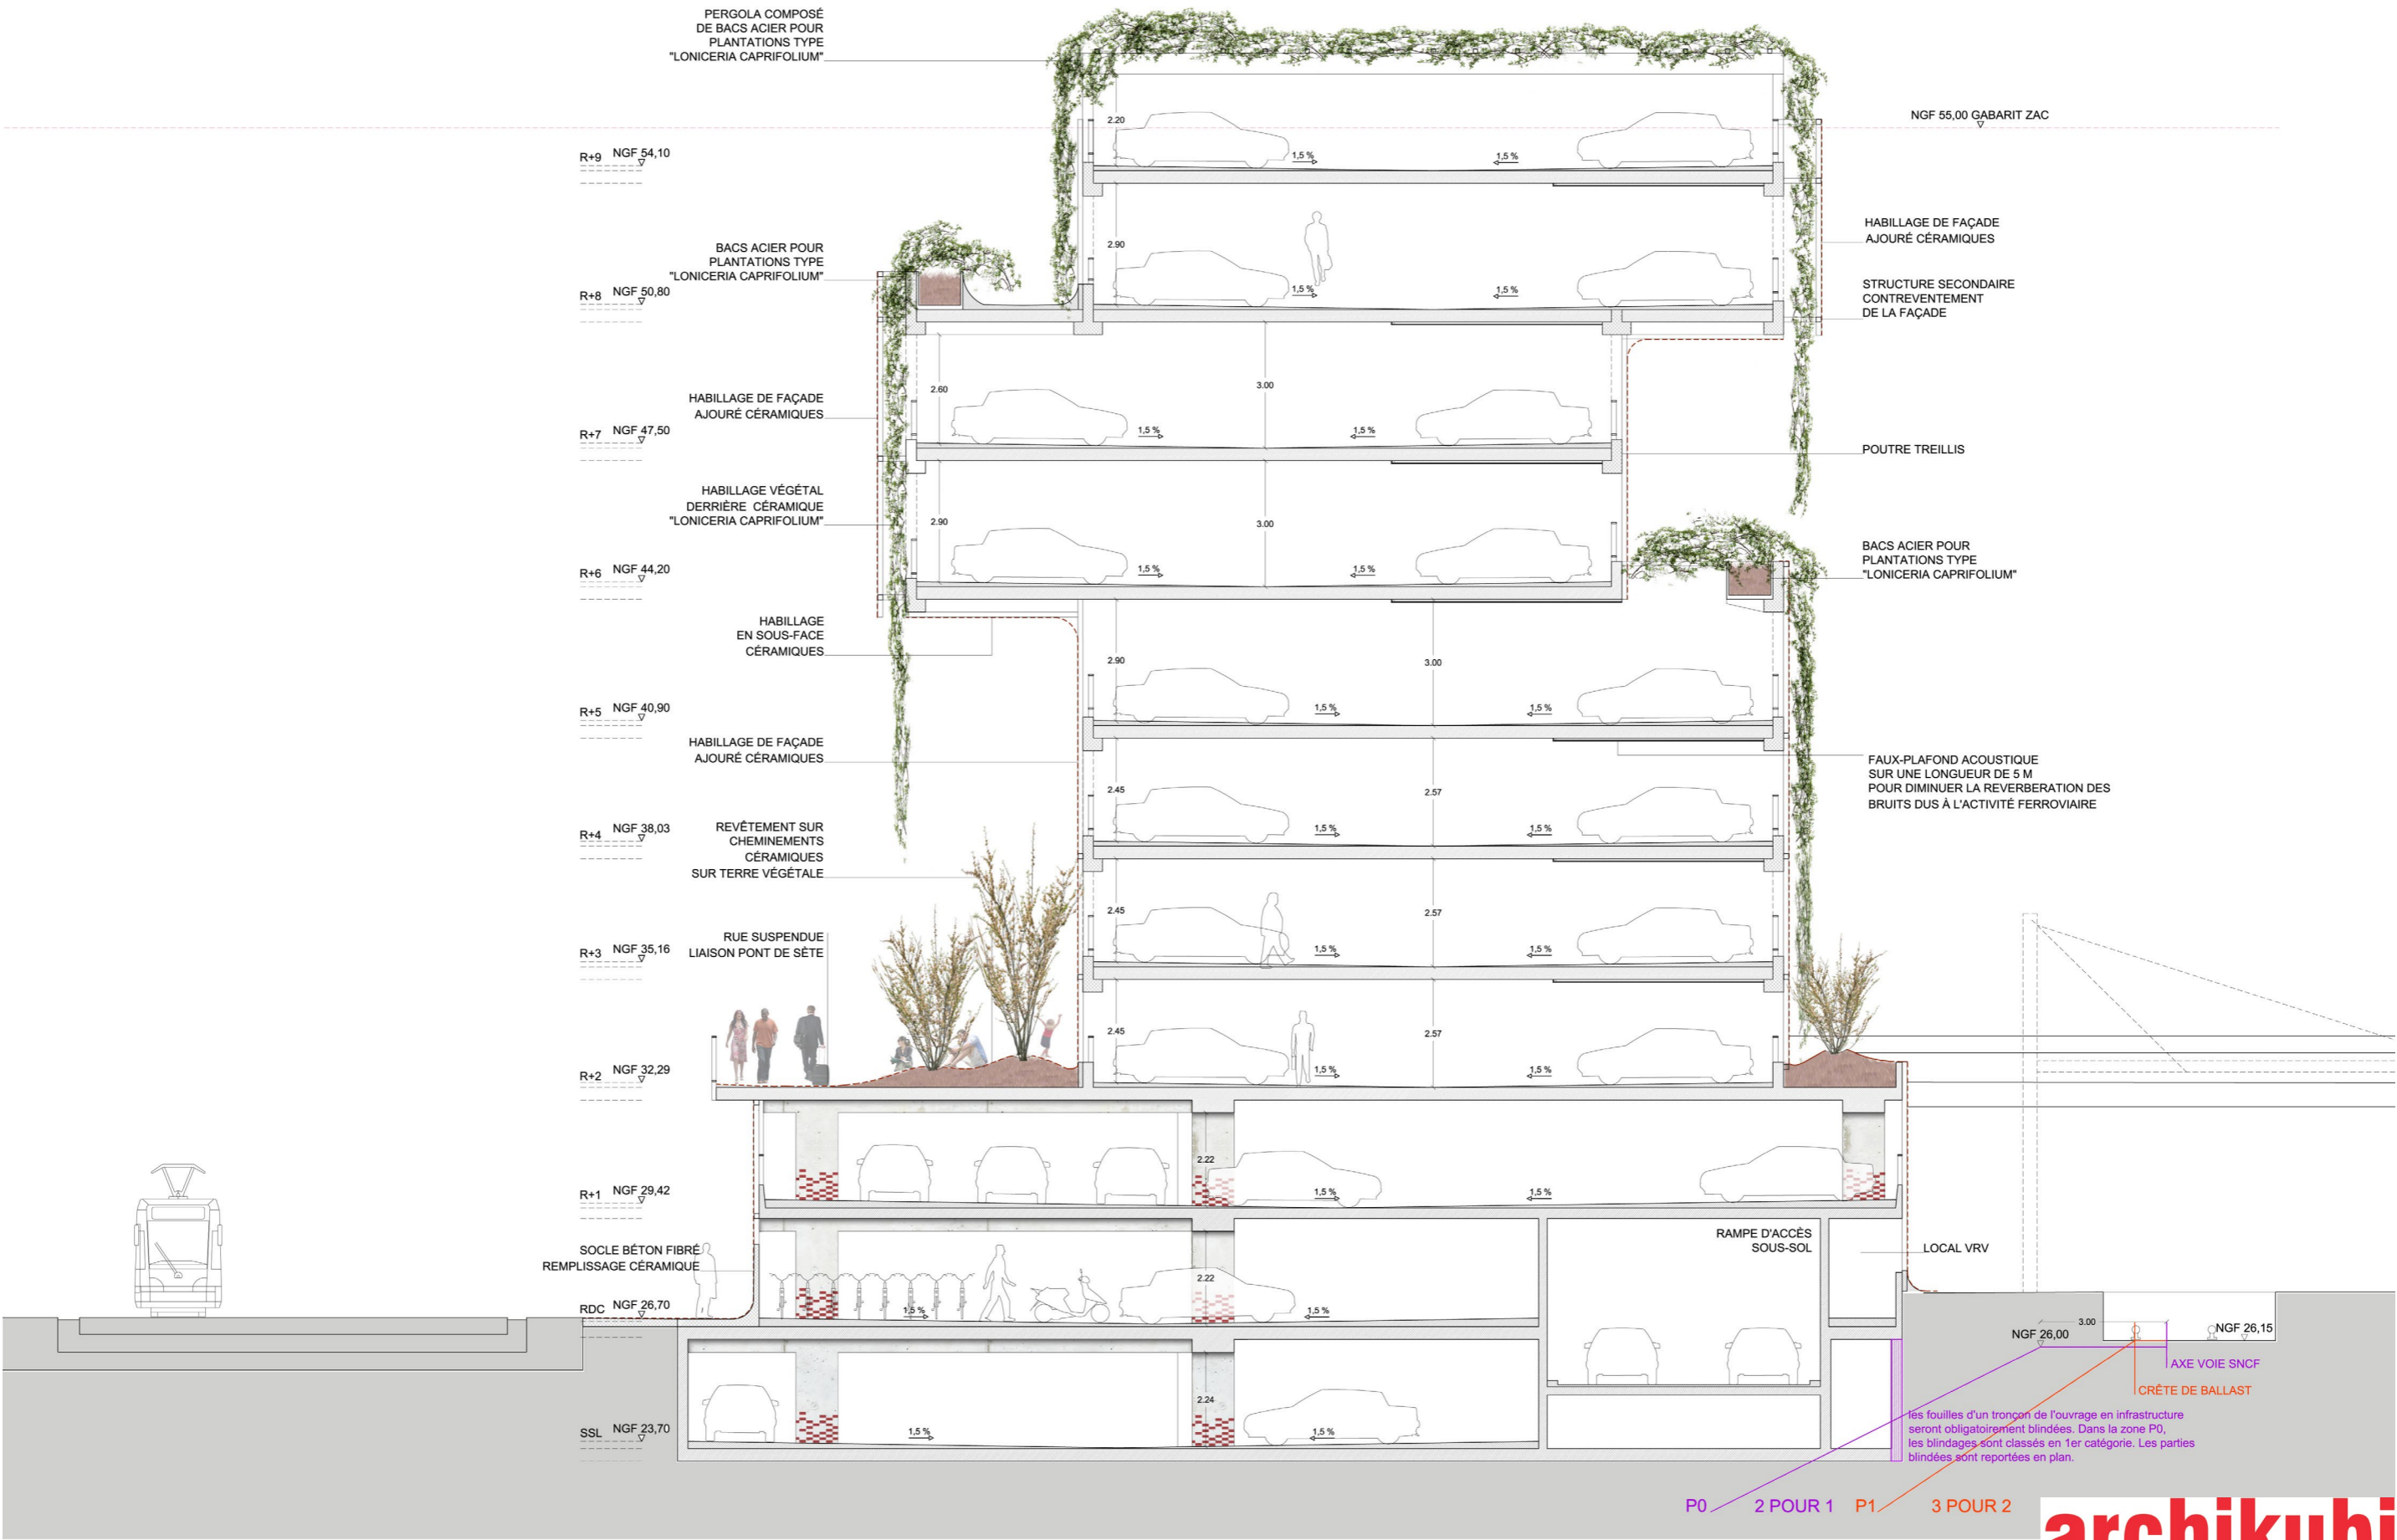 PERGOLA COMPOSÉ
DE BACS ACIER POUR
PLANTATIONS TYPE
"LONICERIA CAPRIFOLIUM"
NGF 55,00 GABARIT ZAC
2.20
R+9 NGF 54,10
1,5 %
1,5 %
HABILLAGE DE FAÇADE
AJOURÉ CÉRAMIQUES
BACS ACIER POUR
PLANTATIONS TYPE
"LONICERIA CAPRIFOLIUM"
2.90
R+8 NGF 50,80
1,5 %
1,5 %
STRUCTURE SECONDAIRE
CONTREVENTEMENT
DE LA FAÇADE
2.60
3.00
HABILLAGE DE FAÇADE
AJOURÉ CÉRAMIQUES
R+7 NGF 47,50
1,5 %
1,5 %
POUTRE TREILLIS
HABILLAGE VÉGÉTAL
DERRIÈRE CÉRAMIQUE
"LONICERIA CAPRIFOLIUM"
2.90
3.00
BACS ACIER POUR
PLANTATIONS TYPE
"LONICERIA CAPRIFOLIUM"
R+6 NGF 44,20
1,5 %
1,5 %
HABILLAGE
EN SOUS-FACE
CÉRAMIQUES
2.90
3.00
R+5 NGF 40,90
1,5 %
1,5 %
HABILLAGE DE FAÇADE
AJOURÉ CÉRAMIQUES
FAUX-PLAFOND ACOUSTIQUE
SUR UNE LONGUEUR DE 5 M
POUR DIMINUER LA REVERBERATION DES
BRUITS DUS À L'ACTIVITÉ FERROVIAIRE
2.45
2.57
R+4 NGF 38,03
1,5 %
1,5 %
REVÊTEMENT SUR
CHEMINEMENTS
CÉRAMIQUES
SUR TERRE VÉGÉTALE
2.45
2.57
RUE SUSPENDUE
LIAISON PONT DE SÈTE
R+3 NGF 35,16
1,5 %
1,5 %
2.45
2.57
R+2 NGF 32,29
1,5 %
1,5 %
2.22
R+1 NGF 29,42
1,5 %
1,5 %
RAMPE D'ACCÈS
SOUS-SOL
LOCAL VRV
SOCLE BÉTON FIBRÉ
REMPLISSAGE CÉRAMIQUE
2.22
RDC NGF 26,70
1,5 %
1,5 %
3.00
NGF 26,00
NGF 26,15
AXE VOIE SNCF
CRÊTE DE BALLAST
2.24
SSL NGF 23,70
1,5 %
1,5 %
les fouilles d'un tronçon de l'ouvrage en infrastructure
seront obligatoirement blindées. Dans la zone P0,
les blindages sont classés en 1er catégorie. Les parties
blindées sont reportées en plan.
P0 2 POUR 1 P1 3 POUR 2
archikubi